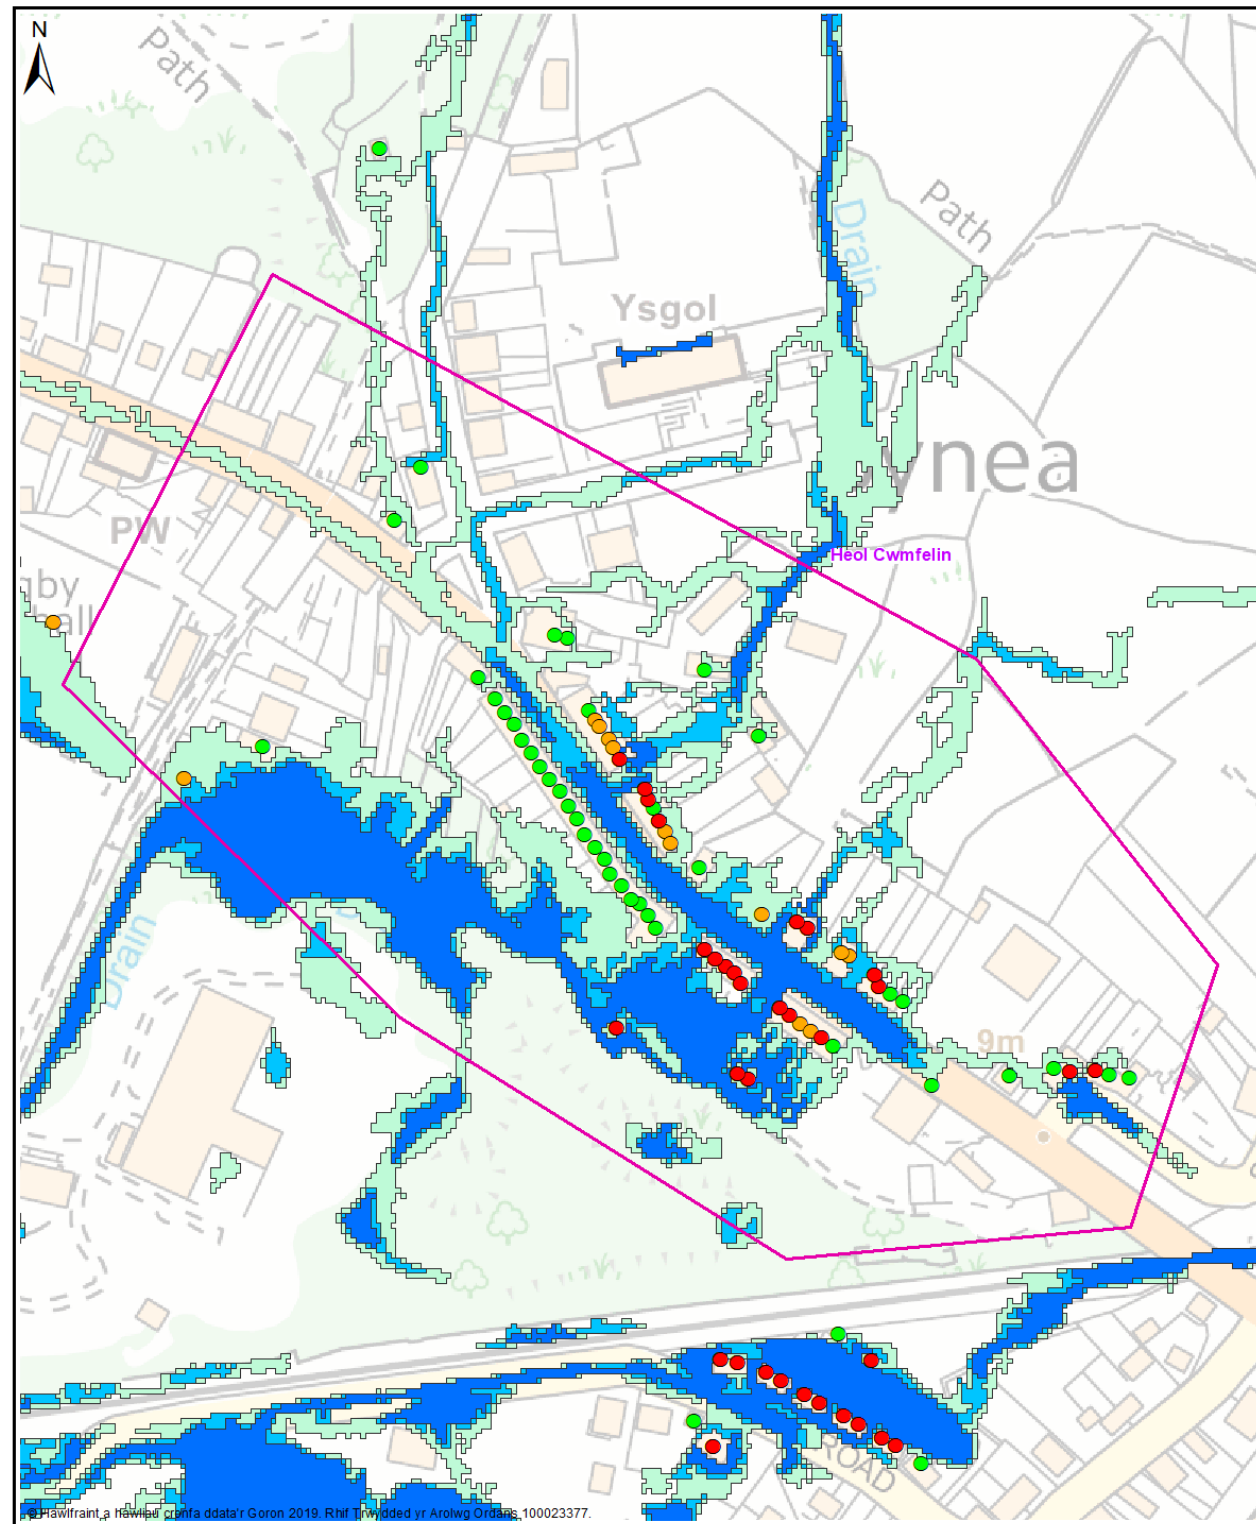 N
Path
Drain
Path
Ysgol
ynea
PW
Heol Cwmfelin
gby
all
Drain
9m
ROAD
© Hawlfraint a hawliau cronfa ddata'r Goron 2019. Rhif Trwydded yr Arolwg Ordans 100023377.